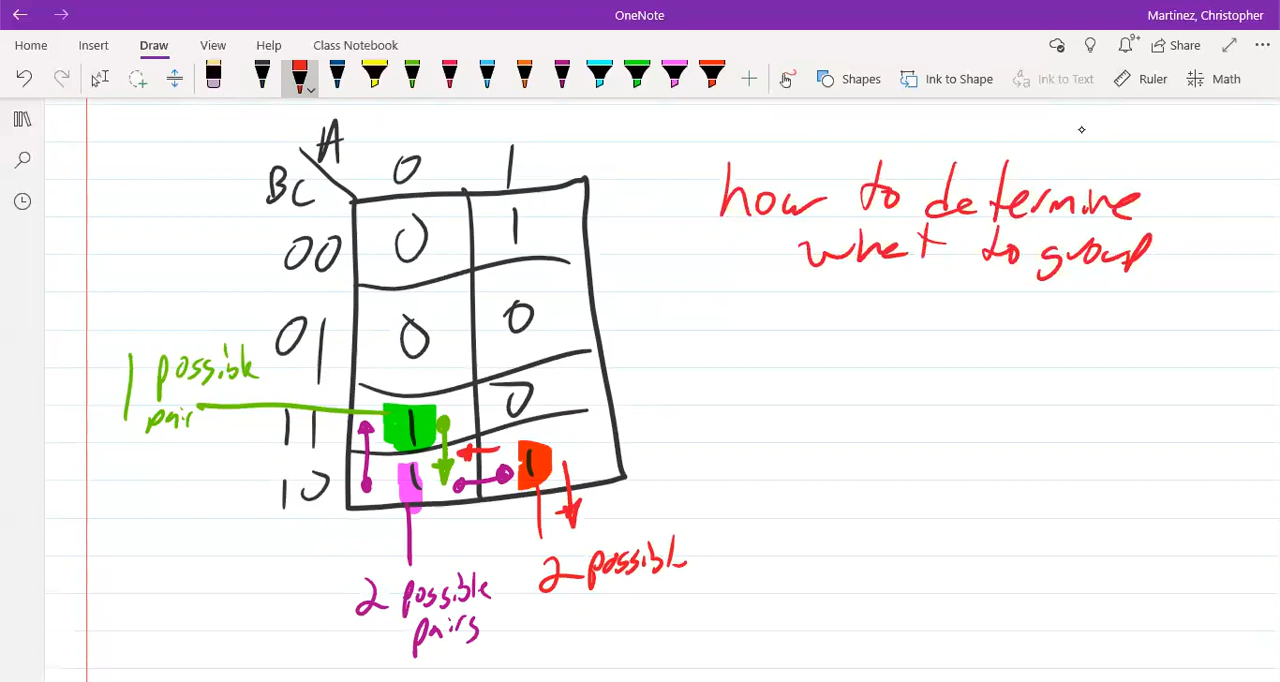 OneNote
Martínez, Christopher
Home Insert Draw View Help Class Notebook
Share
Shapes Ink to Shape Ink to Text Ruler Math
A
BC
0 1
00 0 1
01 0 0
11 1 0
10 1 1
how to determine
what to group
1 possible
pair
2 possible
pairs
2 possible